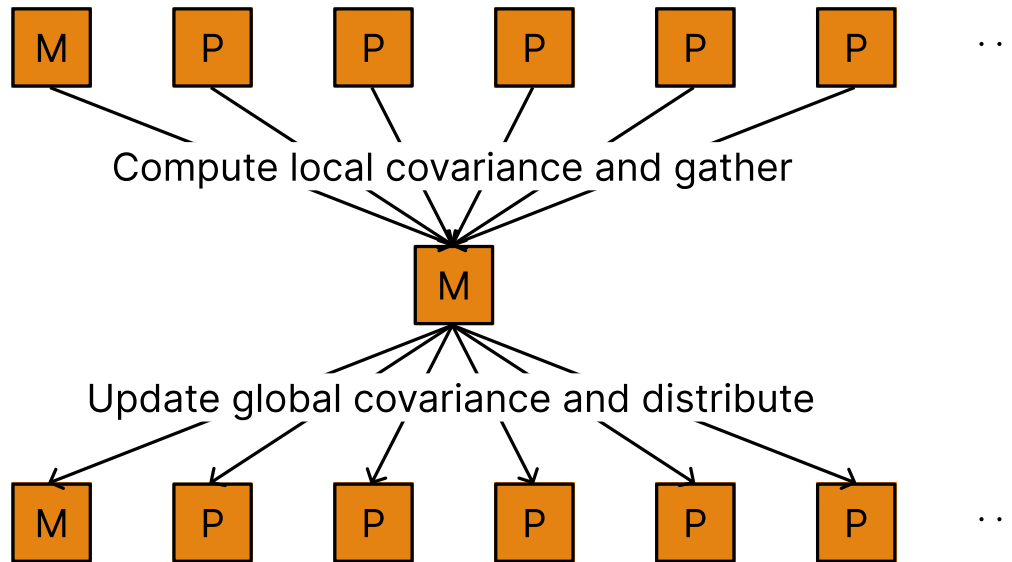 M P P P P P ..
Compute local covariance and gather
M
Update global covariance and distribute
M P P P P P ..